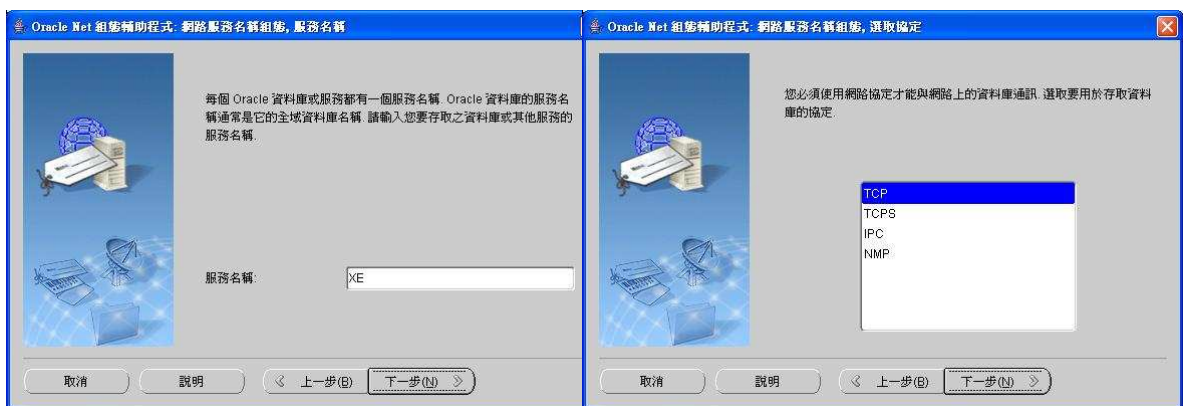 Oracle Net 組態輔助程式: 網路服務名稱組態, 服務名稱
每個 Oracle 資料庫或服務都有一個服務名稱. Oracle 資料庫的服務名
稱通常是它的全域資料庫名稱. 請輸入您要存取之資料庫或其他服務的
服務名稱.
服務名稱:
XE
取消
說明
上一步(B)
下一步(N)
Oracle Net 組態輔助程式: 網路服務名稱組態, 選取協定
您必須使用網路協定才能與網路上的資料庫通訊. 選取要用於存取資料
庫的協定.
TCP
TCPS
IPC
NMP
取消
說明
上一步(B)
下一步(N)